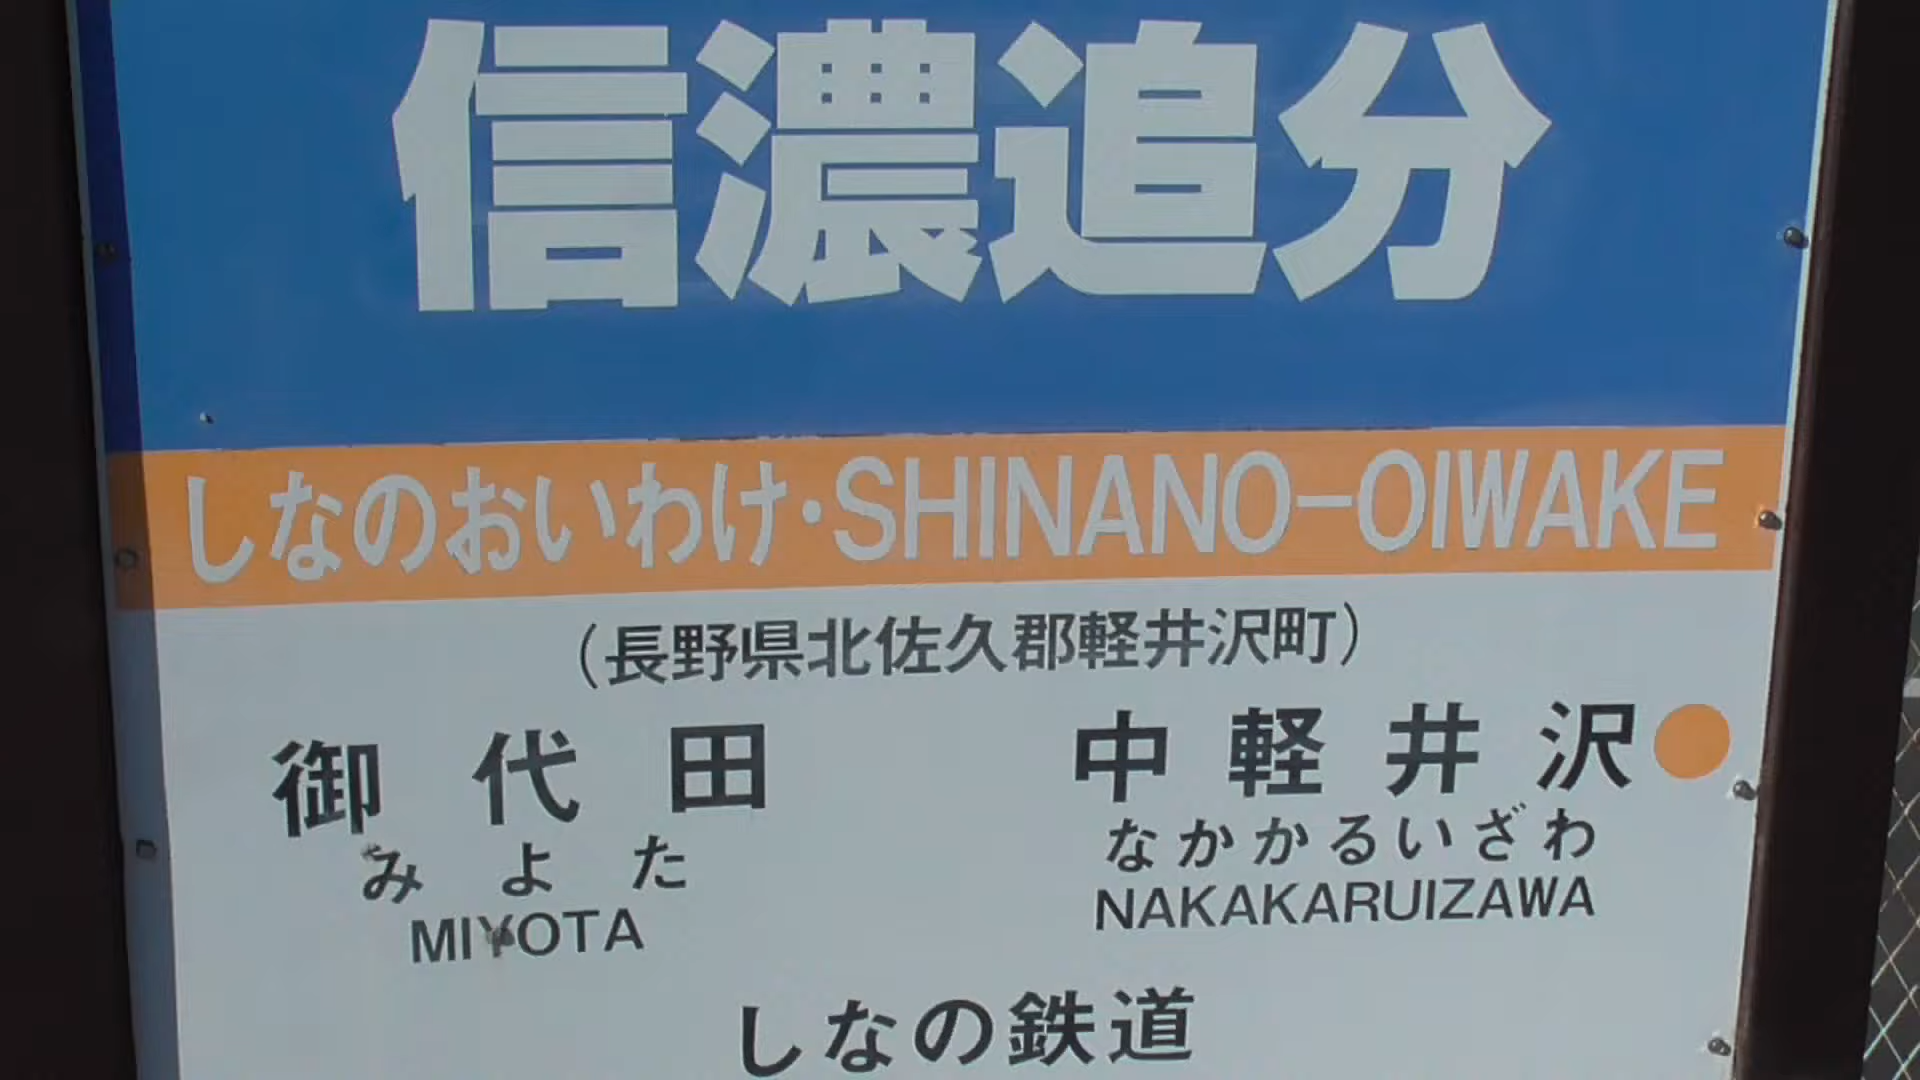 信濃追分
しなのおいわけ・SHINANO-OIWAKE
(長野県北佐久郡軽井沢町)
御代田 中軽井沢
みよた なかかるいざわ
MIYOTA NAKAKARUIZAWA
しなの鉄道